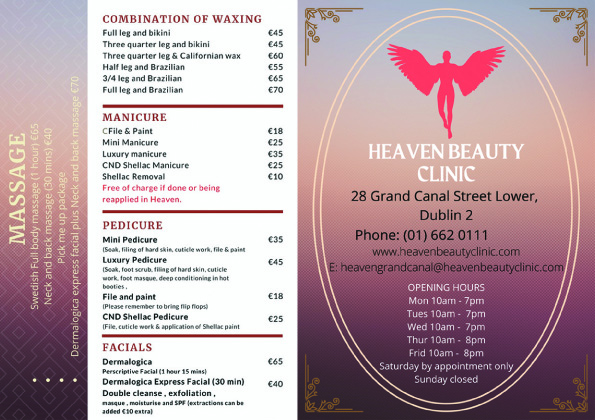 MASSAGE
Swedish Full body massage (1 hour) €65
Neck and back massage (30 mins) €40
Pick me up package
Dermalogica express facial plus Neck and back massage €70
COMBINATION OF WAXING
Full leg and bikini €45
Three quarter leg and bikini €45
Three quarter leg & Californian wax €60
Half leg and Brazilian €55
3/4 leg and Brazilian €65
Full leg and Brazilian €70
MANICURE
CFile & Paint €18
Mini Manicure €25
Luxury manicure €35
CND Shellac Manicure €25
Shellac Removal €10
Free of charge if done or being
reapplied in Heaven.
PEDICURE
Mini Pedicure €35
(Soak, filing of hard skin, cuticle work, file & paint
Luxury Pedicure €45
(Soak, foot scrub, filing of hard skin, cuticle
work, foot masque, deep conditioning in hot
booties .
File and paint €18
(Please remember to bring flip flops)
CND Shellac Pedicure €25
(File, cuticle work & application of Shellac paint
FACIALS
Dermalogica €65
Perscriptive Facial (1 hour 15 mins)
Dermalogica Express Facial (30 min) €40
Double cleanse , exfoliation ,
masque , moisturise and SPF (extractions can be
added €10 extra)
HEAVEN BEAUTY
CLINIC
28 Grand Canal Street Lower,
Dublin 2
Phone: (01) 662 0111
www.heavenbeautyclinic.com
E: heavengrandcanal@heavenbeautyclinic.com
OPENING HOURS
Mon 10am - 7pm
Tues 10am - 7pm
Wed 10am - 7pm
Thur 10am - 8pm
Frid 10am - 8pm
Saturday by appointment only
Sunday closed